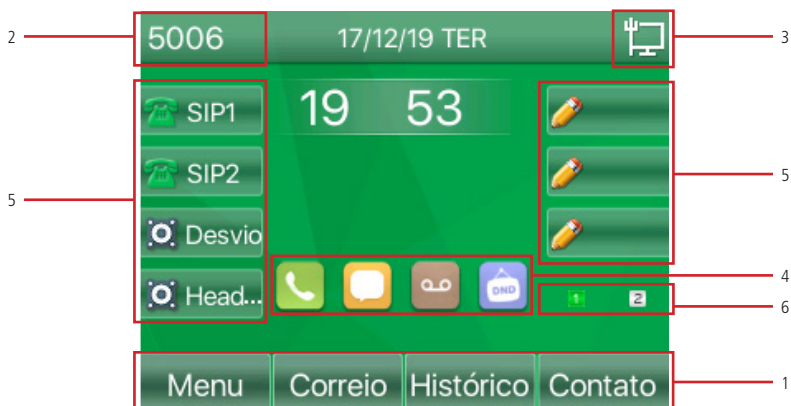 2
5006 17/12/19 TER
3
SIP1 19 53
SIP2
5
5
Desvio
4
Head... DND
1 2
6
Menu Correio Histórico Contato
1